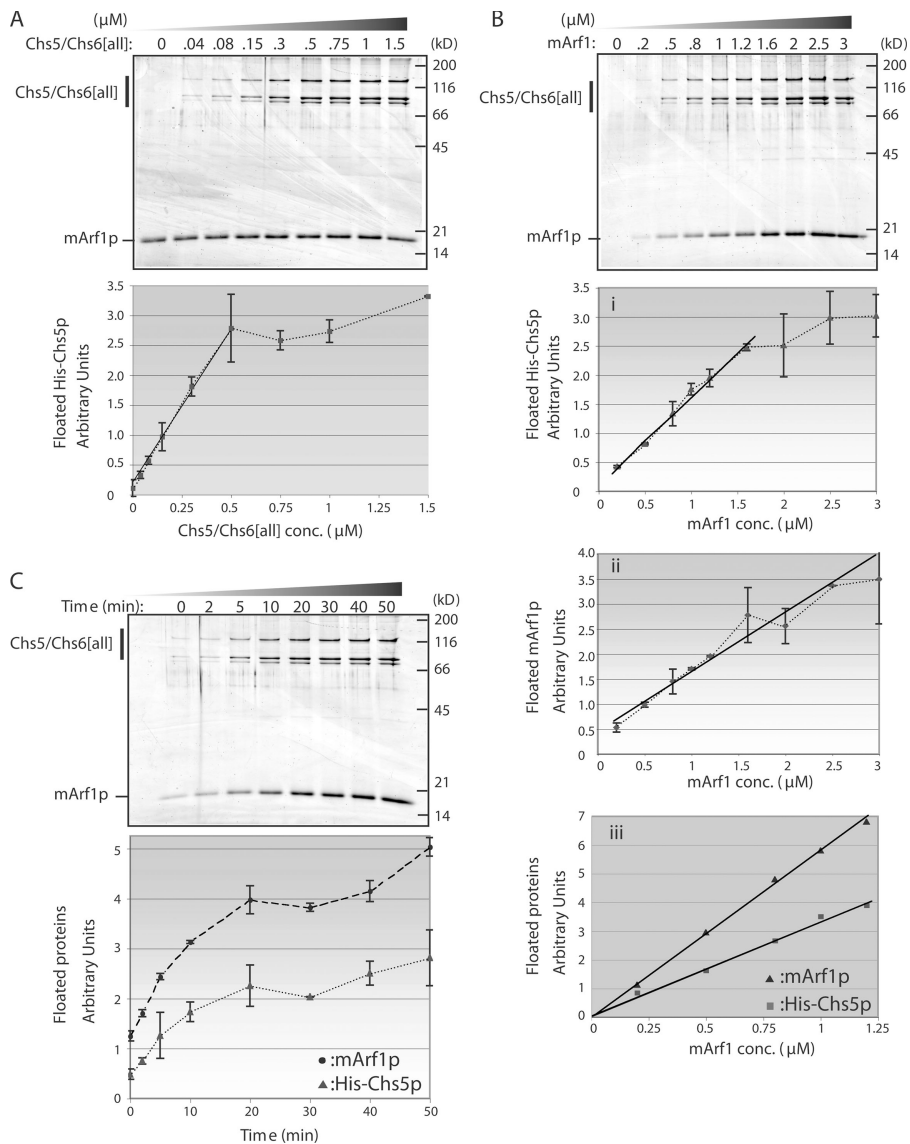 A
(μM)
Chs5/Chs6[all]: 0 .04 .08 .15 .3 .5 .75 1 1.5 (kD)
Chs5/Chs6[all]
mArf1p
200
116
66
45
21
14
3.5
3.0
2.5
2.0
1.5
1.0
0.5
0
Floated His-Chs5p
Arbitrary Units
0 0.25 0.5 0.75 1 1.25 1.5
Chs5/Chs6[all] conc. (μM)
B
(μM)
mArf1: 0 .2 .5 .8 1 1.2 1.6 2 2.5 3 (kD)
Chs5/Chs6[all]
mArf1p
200
116
66
45
21
14
i
3.5
3.0
2.5
2.0
1.5
1.0
0.5
0
Floated His-Chs5p
Arbitrary Units
0 0.5 1 1.5 2 2.5 3
mArf1 conc. (μM)
ii
4.0
3.5
3.0
2.5
2.0
1.5
1.0
0.5
0
Floated mArf1p
Arbitrary Units
0 0.5 1 1.5 2 2.5 3
mArf1 conc. (μM)
iii
7
6
5
4
3
2
1
0
Floated proteins
Arbitrary Units
:mArf1p
:His-Chs5p
0 0.25 0.5 0.75 1 1.25
mArf1 conc. (μM)
C
Time (min): 0 2 5 10 20 30 40 50 (kD)
Chs5/Chs6[all]
mArf1p
200
116
66
45
21
14
5
4
3
2
1
0
Floated proteins
Arbitrary Units
:mArf1p
:His-Chs5p
0 10 20 30 40 50
Time (min)